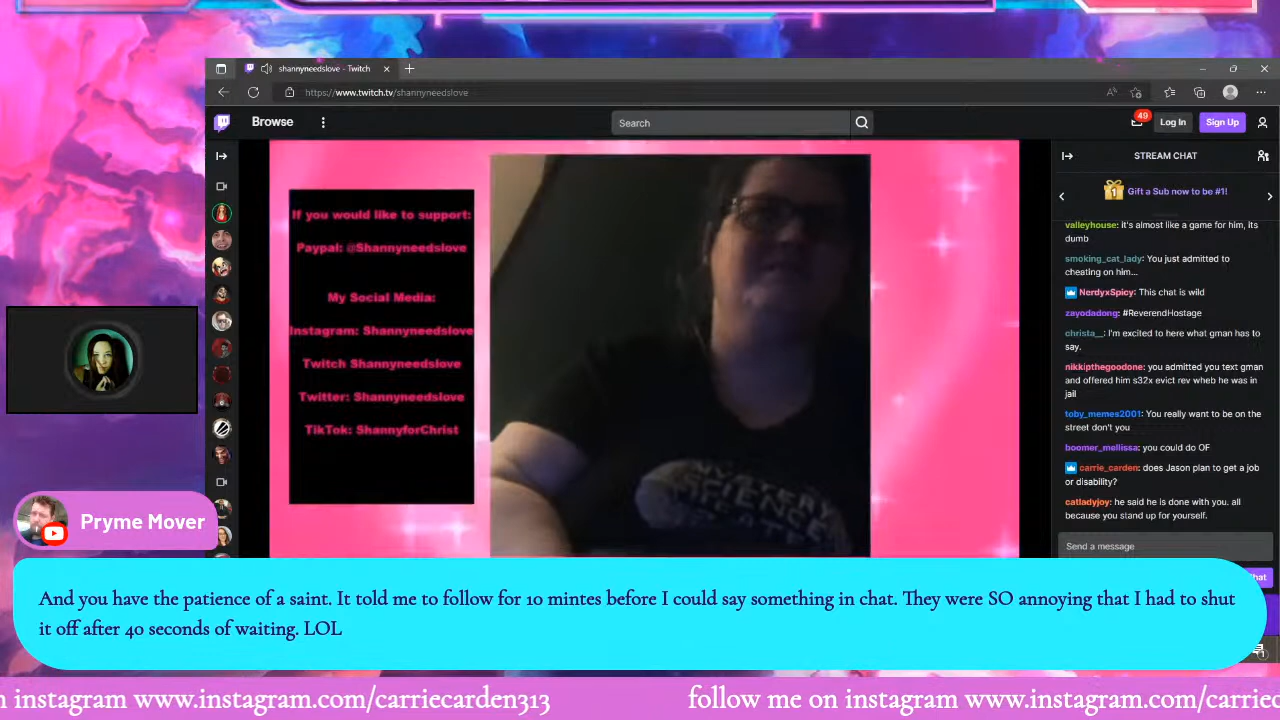 shannyneedslove - Twitch
https://www.twitch.tv/shannyneedslove
Browse
Search
49
Log In
Sign Up
If you would like to support:
Paypal: @Shannyneedslove
My Social Media:
Instagram: Shannyneedslove
Twitch Shannyneedslove
Twitter: Shannyneedslove
TikTok: ShannyforChrist
STREAM CHAT
1
Gift a Sub now to be #1!
valleyhouse: it's almost like a game for him, its
dumb
smoking_cat_lady: You just admitted to
cheating on him...
NerdyxSpicy: This chat is wild
zayodadong: #ReverendHostage
christa__: I'm excited to here what gman has to
say.
nikkipthegoodone: you admitted you text gman
and offered him s32x evict rev wheb he was in
jail
toby_memes2001: You really want to be on the
street don't you
boomer_mellissa: you could do OF
carrie_carden: does Jason plan to get a job
or disability?
catladyjoy: he said he is done with you. all
because you stand up for yourself.
Send a message
hat
Pryme Mover
And you have the patience of a saint. It told me to follow for 10 mintes before I could say something in chat. They were SO annoying that I had to shut
it off after 40 seconds of waiting. LOL
n instagram www.instagram.com/carriecarden313 follow me on instagram www.instagram.com/carriec